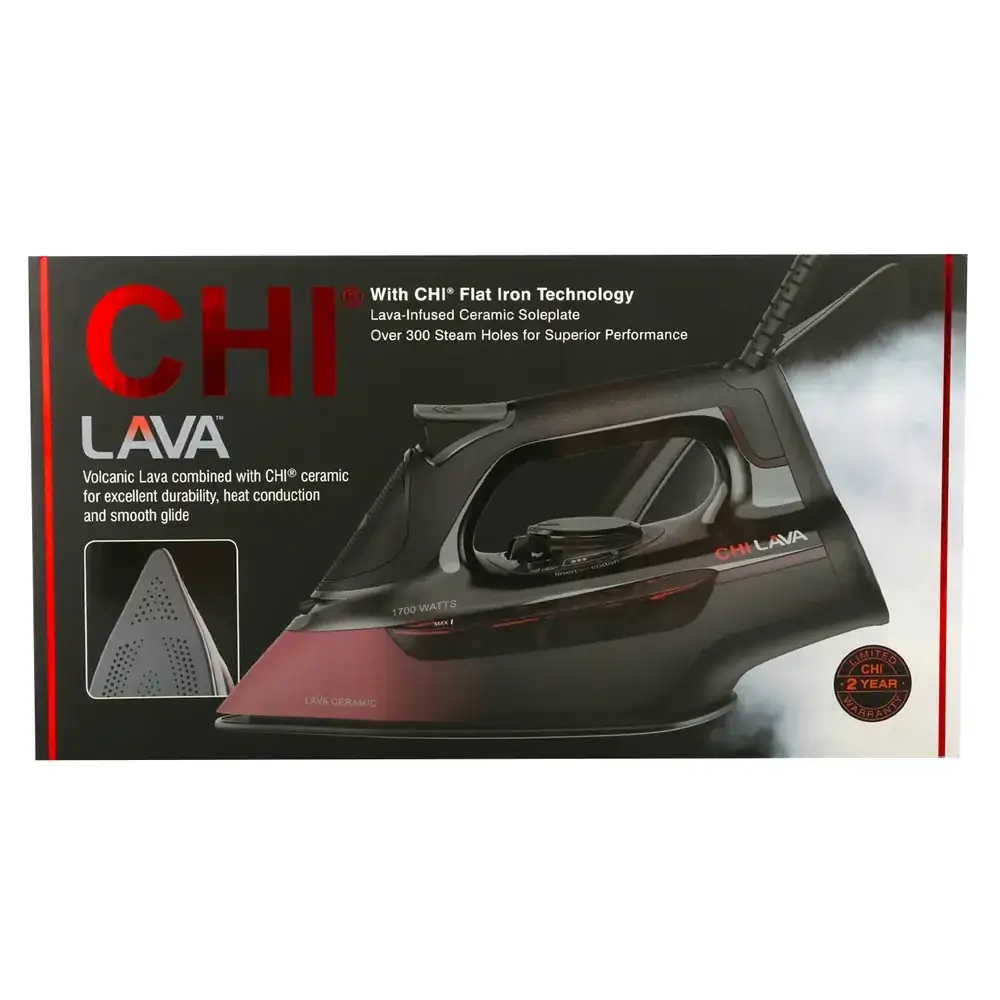 CHI®
With CHI® Flat Iron Technology
Lava-Infused Ceramic Soleplate
Over 300 Steam Holes for Superior Performance
LAVA™
Volcanic Lava combined with CHI® ceramic
for excellent durability, heat conduction
and smooth glide
CHI LAVA
linen cotton
1700 WATTS
MAX
LAVA CERAMIC
LIMITED
CHI
2 YEAR
WARRANTY